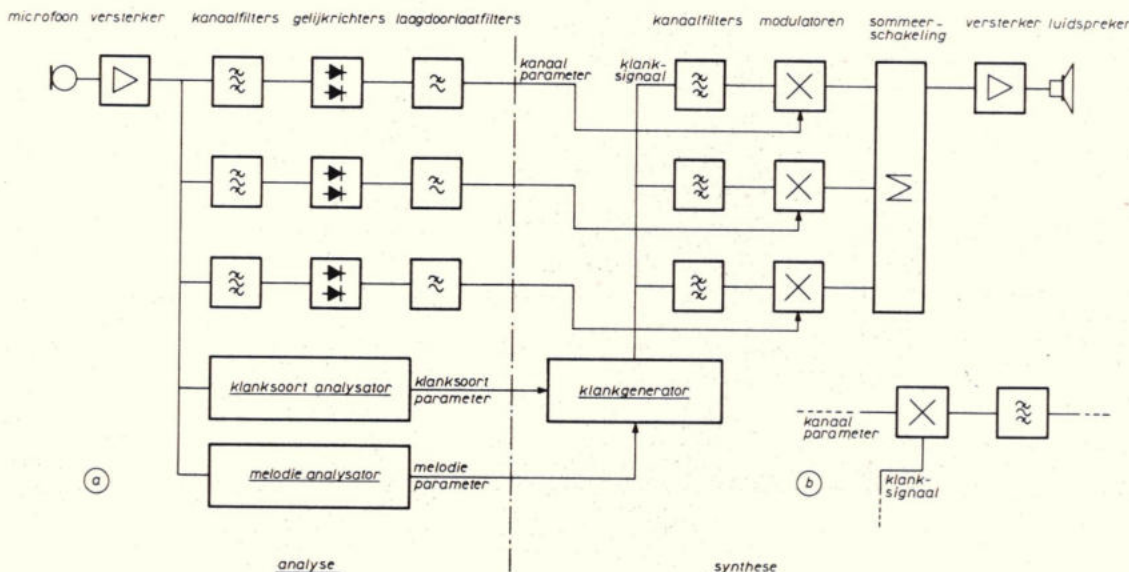 microfoon versterker kanaalfilters gelijkrichters laagdoorlaatfilters kanaalfilters modulatoren sommeer-
schakeling versterker luidspreker
kanaal
parameter
klank-
signaal
klanksoort analysator
klanksoort
parameter
klankgenerator
melodie analysator
melodie
parameter
a
kanaal
parameter
klank-
signaal
b
analyse synthese